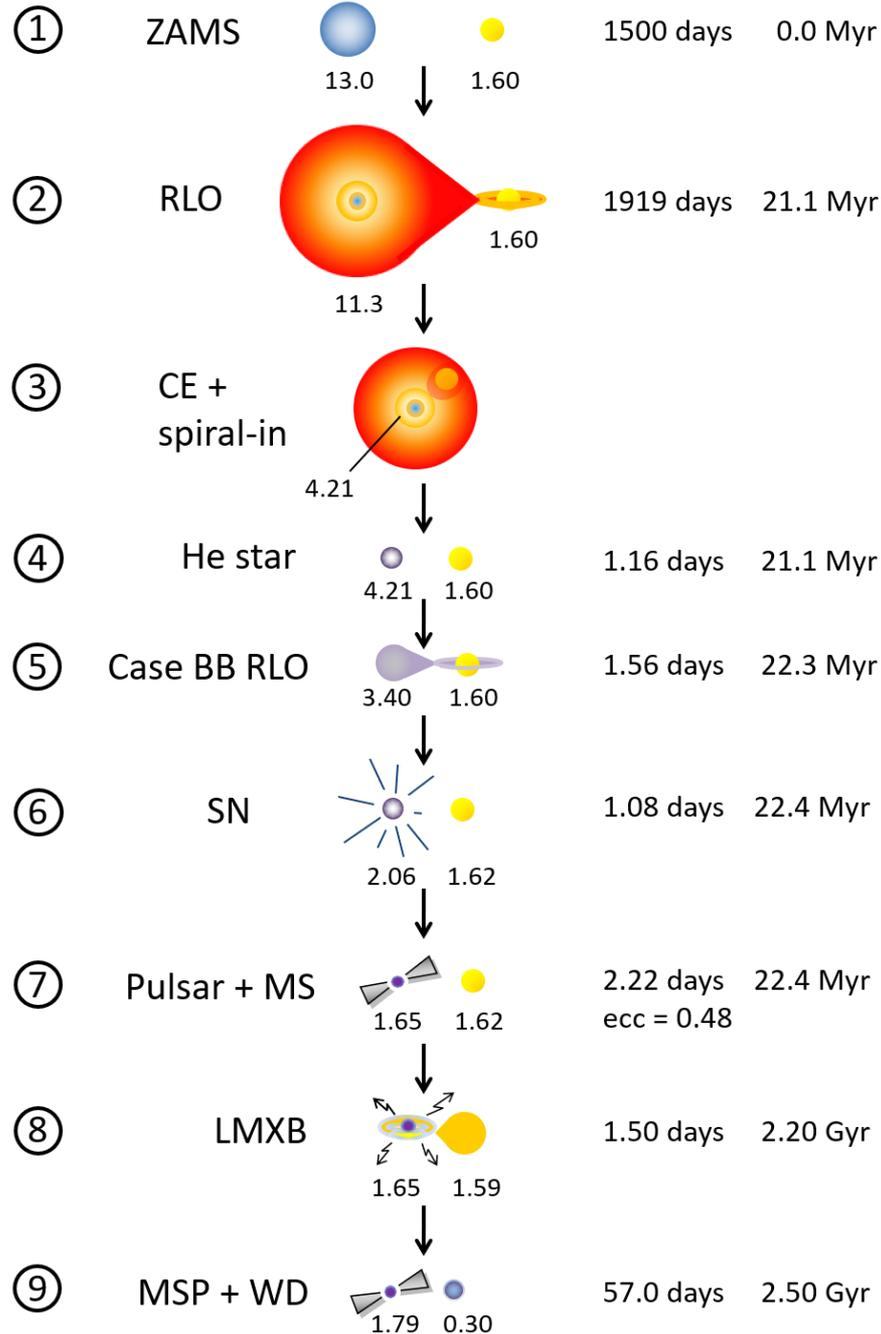 1 ZAMS 1500 days 0.0 Myr
13.0 1.60
2 RLO 1919 days 21.1 Myr
1.60
11.3
3 CE +
spiral-in
4.21
4 He star 1.16 days 21.1 Myr
4.21 1.60
5 Case BB RLO 1.56 days 22.3 Myr
3.40 1.60
6 SN 1.08 days 22.4 Myr
2.06 1.62
7 Pulsar + MS 2.22 days 22.4 Myr
ecc = 0.48
1.65 1.62
8 LMXB 1.50 days 2.20 Gyr
1.65 1.59
9 MSP + WD 57.0 days 2.50 Gyr
1.79 0.30